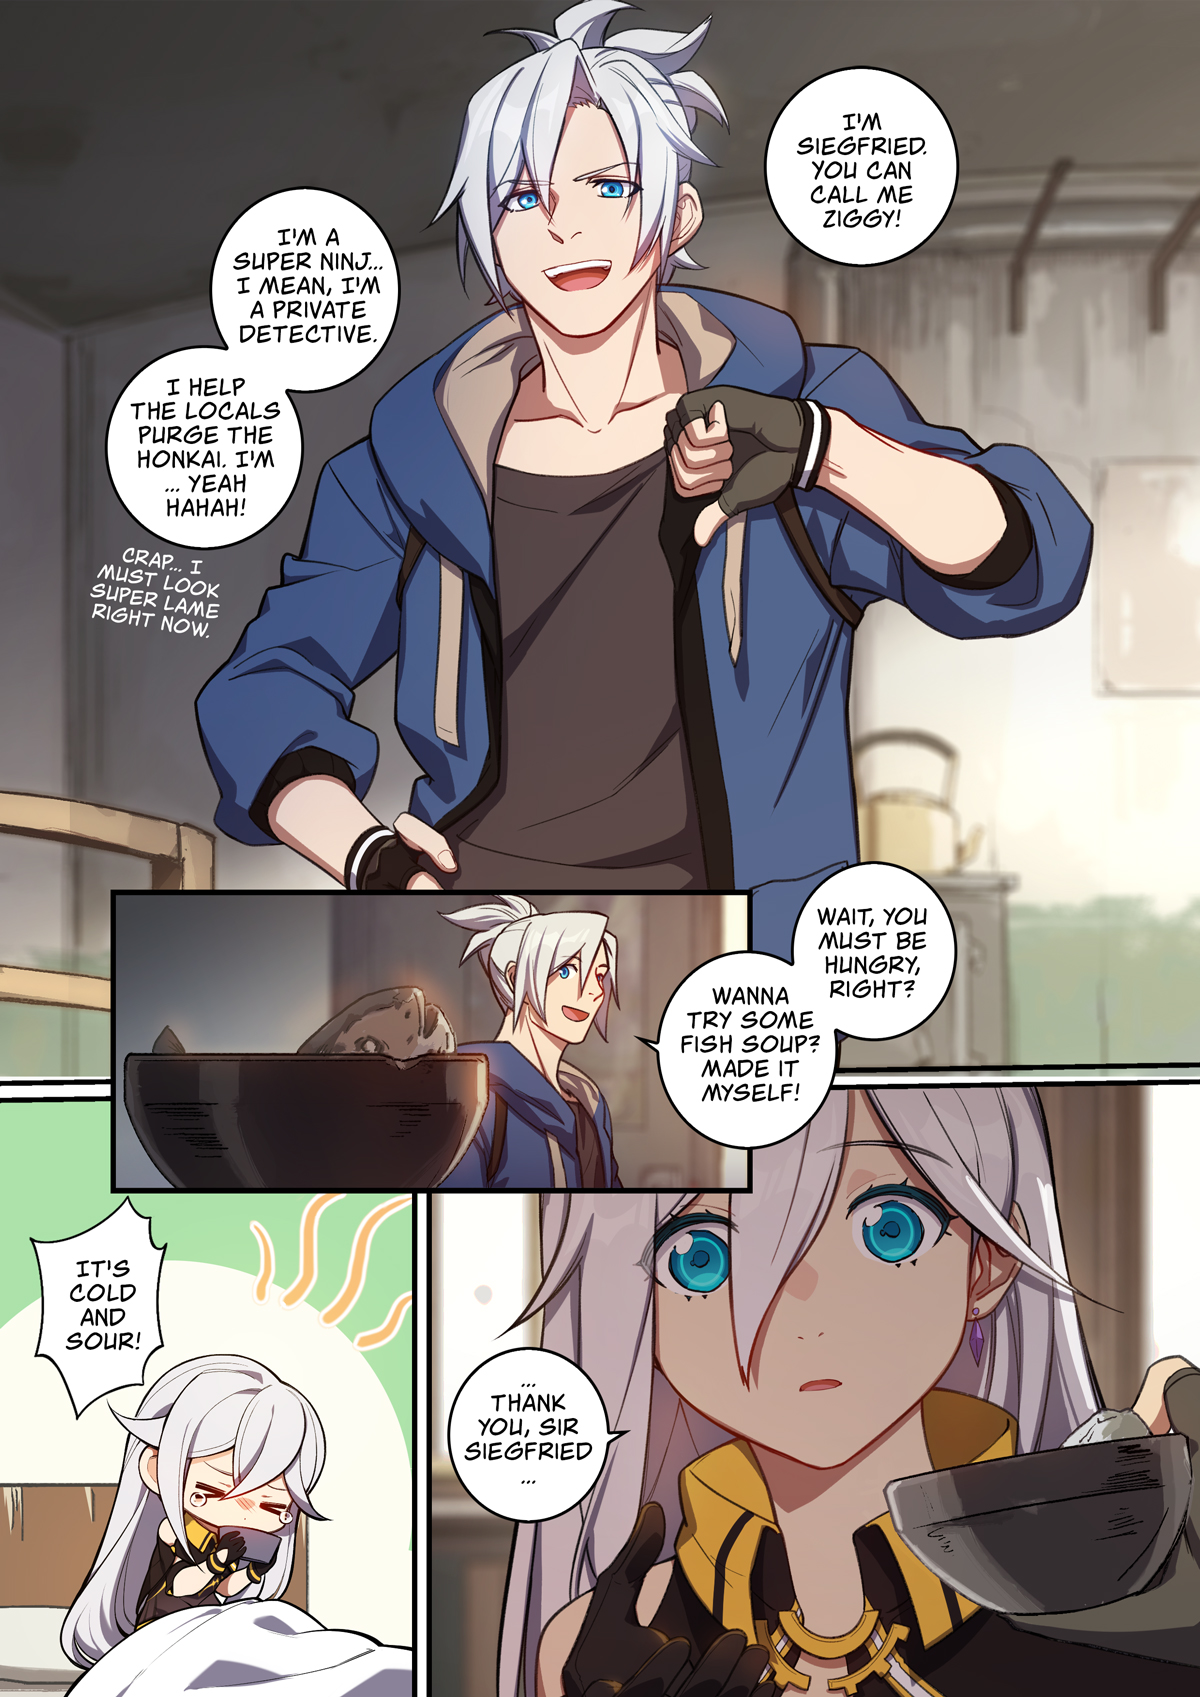 I'M
SIEGFRIED.
YOU CAN
CALL ME
ZIGGY!
I'M A
SUPER NINJ...
I MEAN, I'M
A PRIVATE
DETECTIVE.
I HELP
THE LOCALS
PURGE THE
HONKAI. I'M
... YEAH
HAHAH!
CRAP... I
MUST LOOK
SUPER LAME
RIGHT NOW.
WAIT, YOU
MUST BE
HUNGRY,
RIGHT?
WANNA
TRY SOME
FISH SOUP?
MADE IT
MYSELF!
...
THANK
YOU, SIR
SIEGFRIED
...
IT'S
COLD
AND
SOUR!